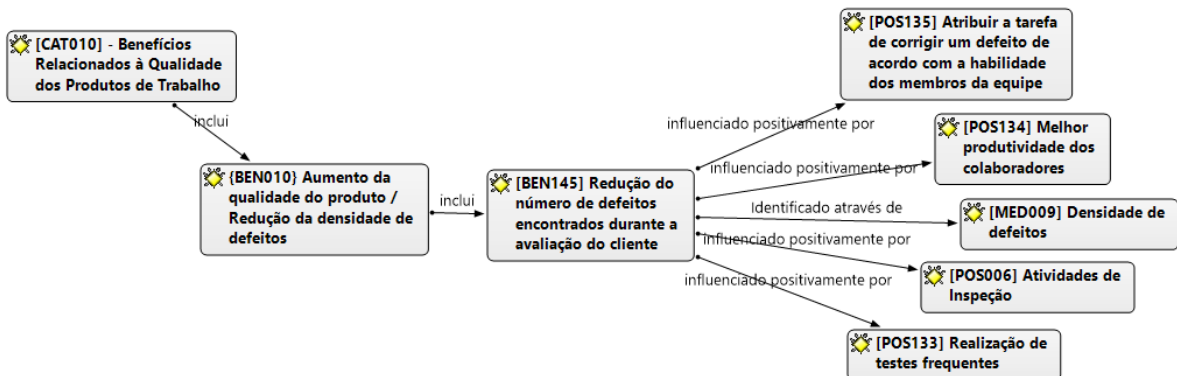 [CAT010] - Benefícios
Relacionados à Qualidade
dos Produtos de Trabalho
inclui
{BEN010} Aumento da
qualidade do produto /
Redução da densidade de
defeitos
inclui
[BEN145] Redução do
número de defeitos
encontrados durante a
avaliação do cliente
influenciado positivamente por
[POS135] Atribuir a tarefa
de corrigir um defeito de
acordo com a habilidade
dos membros da equipe
influenciado positivamente por
[POS134] Melhor
produtividade dos
colaboradores
Identificado através de
[MED009] Densidade de
defeitos
influenciado positivamente por
[POS006] Atividades de
Inspeção
influenciado positivamente por
[POS133] Realização de
testes frequentes